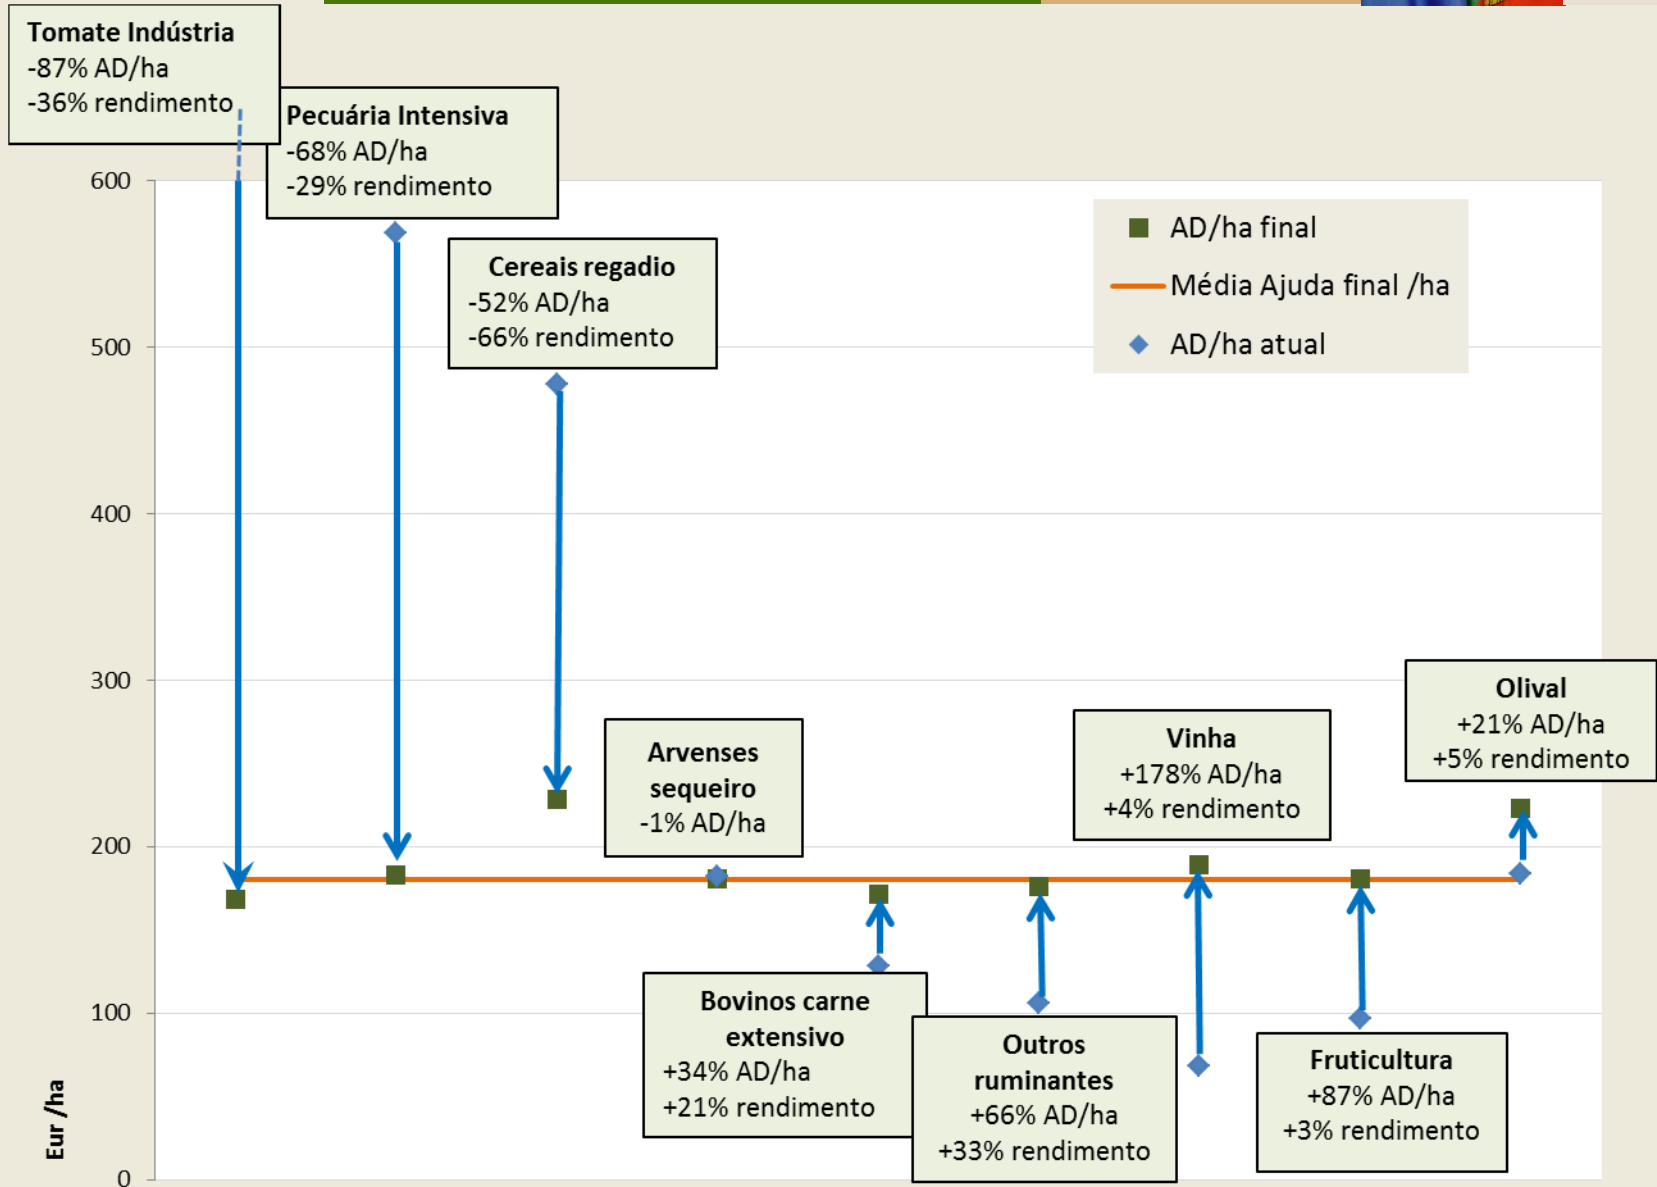 Tomate Indústria
-87% AD/ha
-36% rendimento
Pecuária Intensiva
-68% AD/ha
-29% rendimento
Cereais regadio
-52% AD/ha
-66% rendimento
AD/ha final
Média Ajuda final /ha
AD/ha atual
Arvenses
sequeiro
-1% AD/ha
Bovinos carne
extensivo
+34% AD/ha
+21% rendimento
Outros
ruminantes
+66% AD/ha
+33% rendimento
Vinha
+178% AD/ha
+4% rendimento
Fruticultura
+87% AD/ha
+3% rendimento
Olival
+21% AD/ha
+5% rendimento
600
500
400
300
200
100
0
Eur /ha